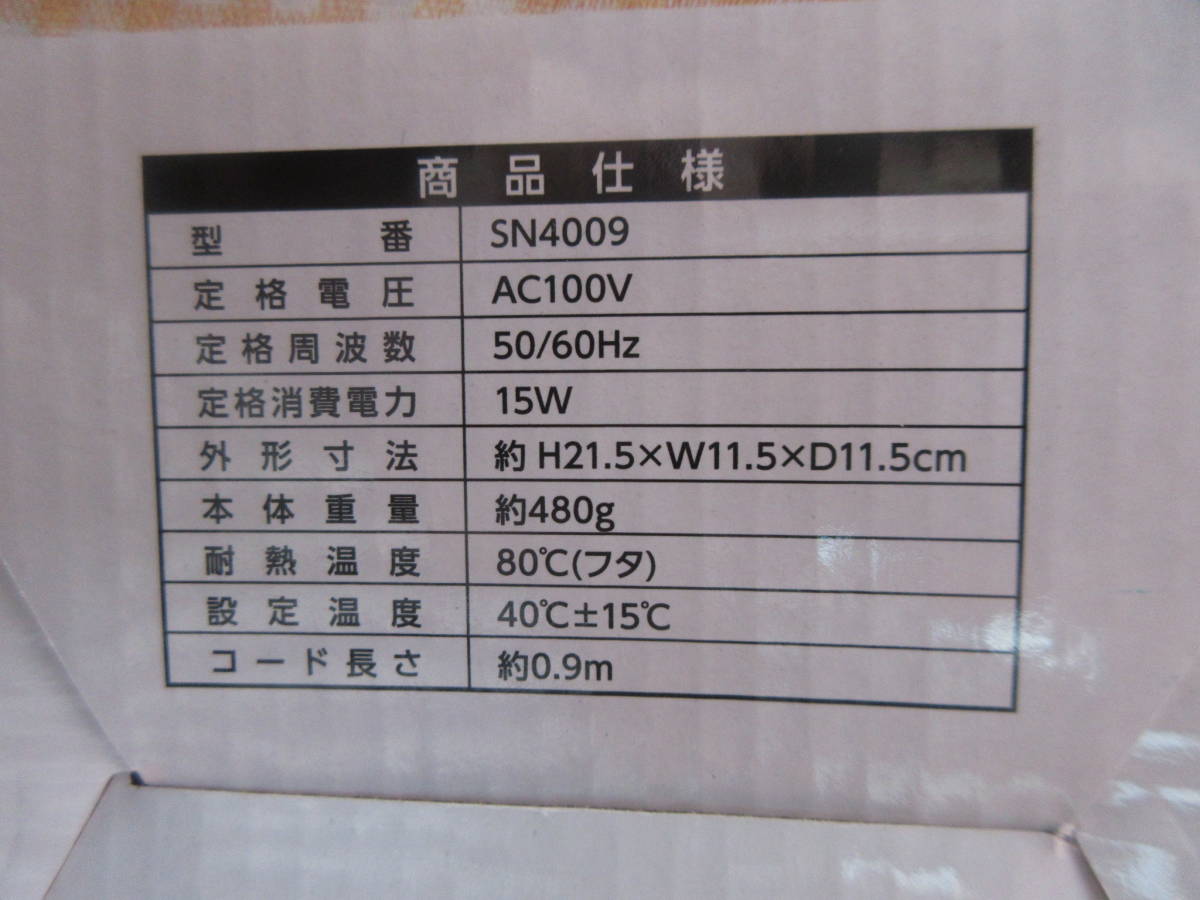 商品仕様
型番 SN4009
定格電圧 AC100V
定格周波数 50/60Hz
定格消費電力 15W
外形寸法 約 H21.5×W11.5×D11.5cm
本体重量 約480g
耐熱温度 80℃(フタ)
設定温度 40℃±15℃
コード長さ 約0.9m